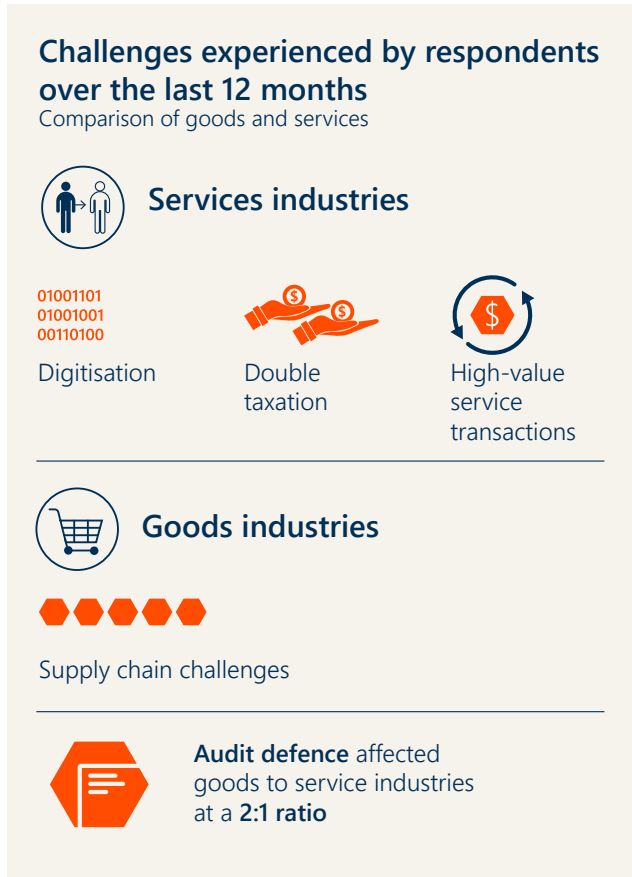 Challenges experienced by respondents
over the last 12 months
Comparison of goods and services
Services industries
01001101
01001001
00110100
$
$
$
Digitisation
Double
taxation
High-value
service
transactions
Goods industries
Supply chain challenges
Audit defence affected
goods to service industries
at a 2:1 ratio